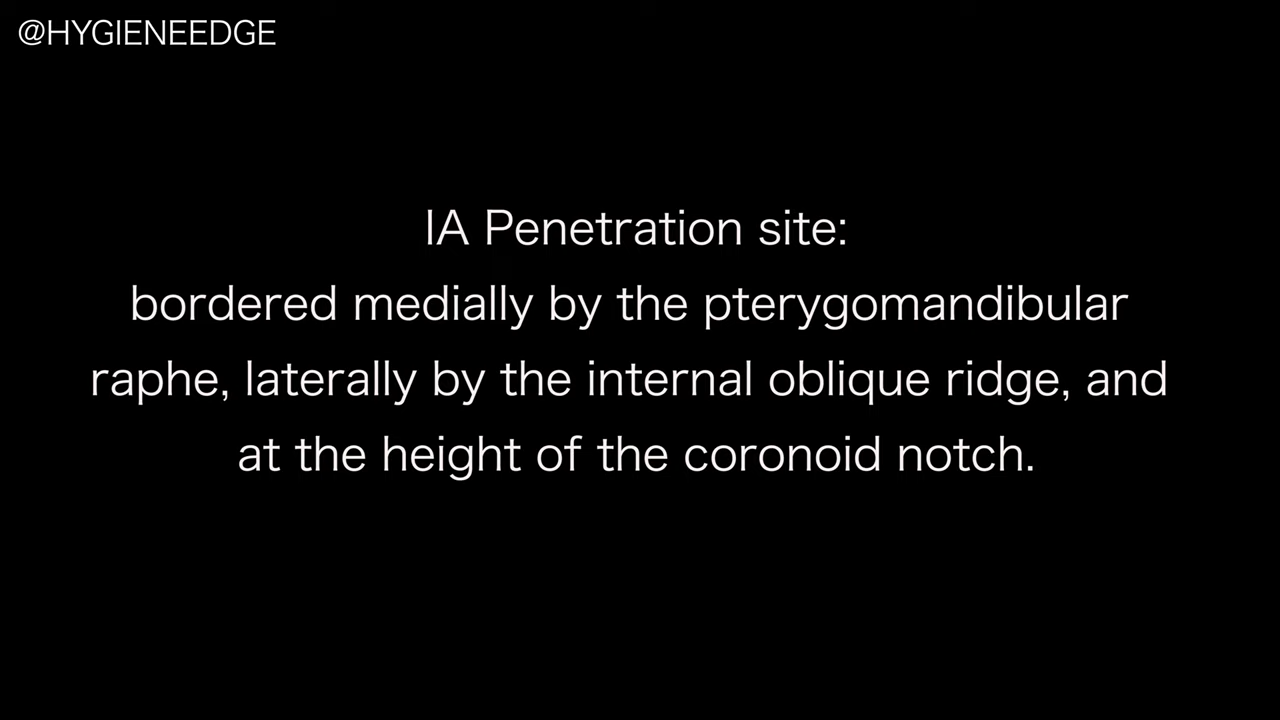 @HYGIENEEDGE
IA Penetration site:
bordered medially by the pterygomandibular
raphe, laterally by the internal oblique ridge, and
at the height of the coronoid notch.